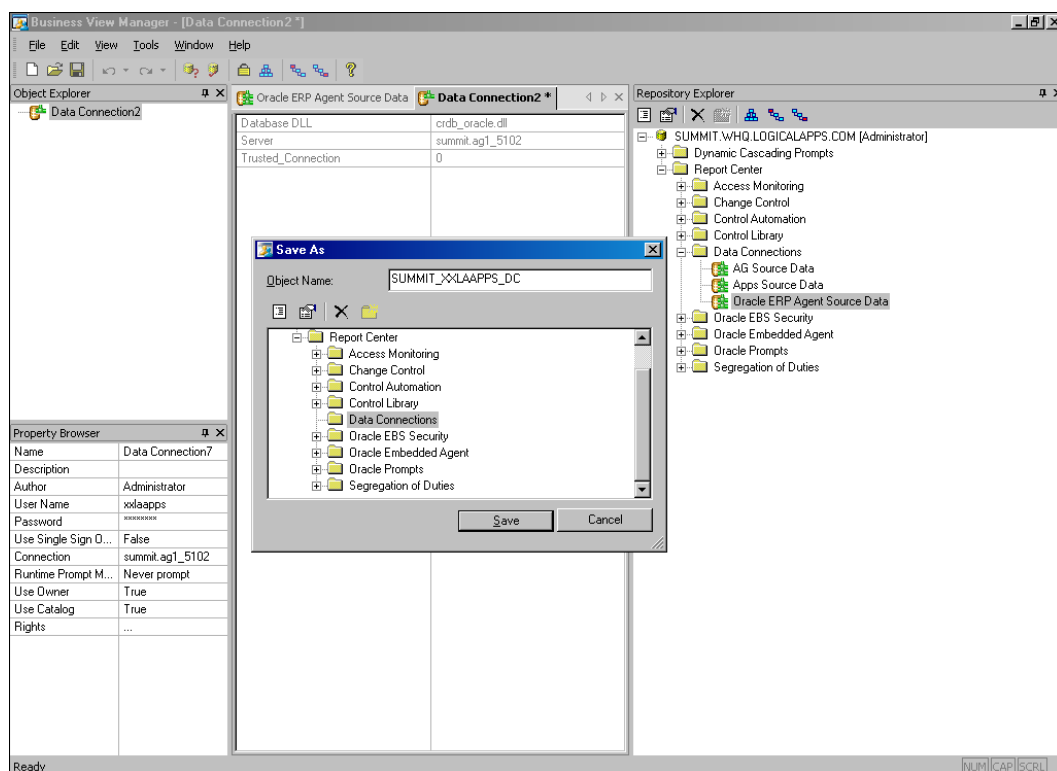 Business View Manager - [Data Connection2 *]
File Edit View Tools Window Help
Object Explorer
Data Connection2
Oracle ERP Agent Source Data
Data Connection2 *
Database DLL crdb_oracle.dll
Server summit.ag1_5102
Trusted_Connection 0
Repository Explorer
SUMMIT.WHQ.LOGICALAPPS.COM [Administrator]
Dynamic Cascading Prompts
Report Center
Access Monitoring
Change Control
Control Automation
Control Library
Data Connections
AG Source Data
Apps Source Data
Oracle ERP Agent Source Data
Oracle EBS Security
Oracle Embedded Agent
Oracle Prompts
Segregation of Duties
Save As
Object Name: SUMMIT_XXLAAPPS_DC
Report Center
Access Monitoring
Change Control
Control Automation
Control Library
Data Connections
Oracle EBS Security
Oracle Embedded Agent
Oracle Prompts
Segregation of Duties
Save Cancel
Property Browser
Name Data Connection7
Description
Author Administrator
User Name xxlaapps
Password ********
Use Single Sign O... False
Connection summit.ag1_5102
Runtime Prompt M... Never prompt
Use Owner True
Use Catalog True
Rights ...
Ready
NUM CAP SCRL